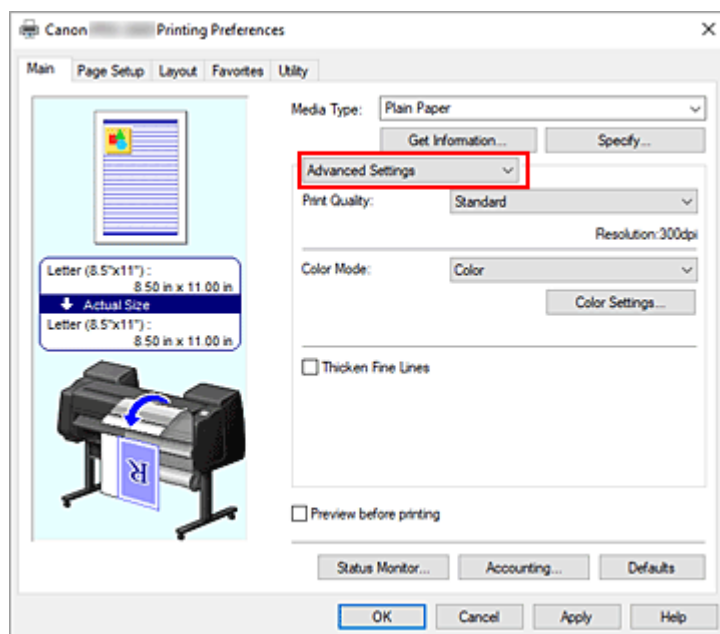 Canon Printing Preferences
Main Page Setup Layout Favorites Utility
Media Type: Plain Paper
Get Information... Specify...
Advanced Settings
Print Quality: Standard
Resolution:300dpi
Color Mode: Color
Color Settings...
Thicken Fine Lines
Letter (8.5"x11") :
8.50 in x 11.00 in
Actual Size
Letter (8.5"x11") :
8.50 in x 11.00 in
R
Preview before printing
Status Monitor... Accounting... Defaults
OK Cancel Apply Help